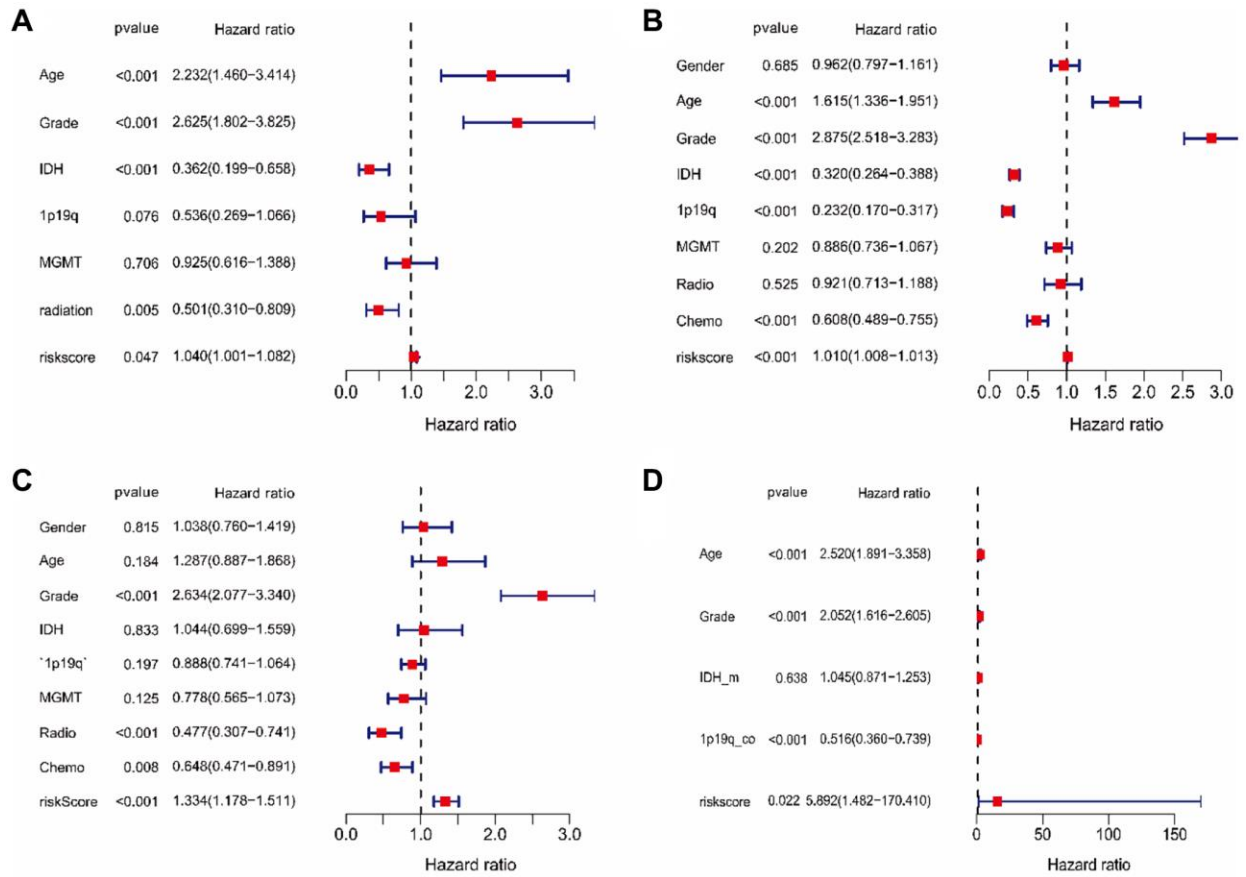 A
pvalue Hazard ratio
Age <0.001 2.232(1.460−3.414)
Grade <0.001 2.625(1.802−3.825)
IDH <0.001 0.362(0.199−0.658)
1p19q 0.076 0.536(0.269−1.066)
MGMT 0.706 0.925(0.616−1.388)
radiation 0.005 0.501(0.310−0.809)
riskscore 0.047 1.040(1.001−1.082)
0.0 1.0 2.0 3.0
Hazard ratio
B
pvalue Hazard ratio
Gender 0.685 0.962(0.797−1.161)
Age <0.001 1.615(1.336−1.951)
Grade <0.001 2.875(2.518−3.283)
IDH <0.001 0.320(0.264−0.388)
1p19q <0.001 0.232(0.170−0.317)
MGMT 0.202 0.886(0.736−1.067)
Radio 0.525 0.921(0.713−1.188)
Chemo <0.001 0.608(0.489−0.755)
riskscore <0.001 1.010(1.008−1.013)
0.0 0.5 1.0 1.5 2.0 2.5 3.0
Hazard ratio
C
pvalue Hazard ratio
Gender 0.815 1.038(0.760−1.419)
Age 0.184 1.287(0.887−1.868)
Grade <0.001 2.634(2.077−3.340)
IDH 0.833 1.044(0.699−1.559)
`1p19q` 0.197 0.888(0.741−1.064)
MGMT 0.125 0.778(0.565−1.073)
Radio <0.001 0.477(0.307−0.741)
Chemo 0.008 0.648(0.471−0.891)
riskScore <0.001 1.334(1.178−1.511)
0.0 1.0 2.0 3.0
Hazard ratio
D
pvalue Hazard ratio
Age <0.001 2.520(1.891−3.358)
Grade <0.001 2.052(1.616−2.605)
IDH_m 0.638 1.045(0.871−1.253)
1p19q_co <0.001 0.516(0.360−0.739)
riskscore 0.022 5.892(1.482−170.410)
0 50 100 150
Hazard ratio